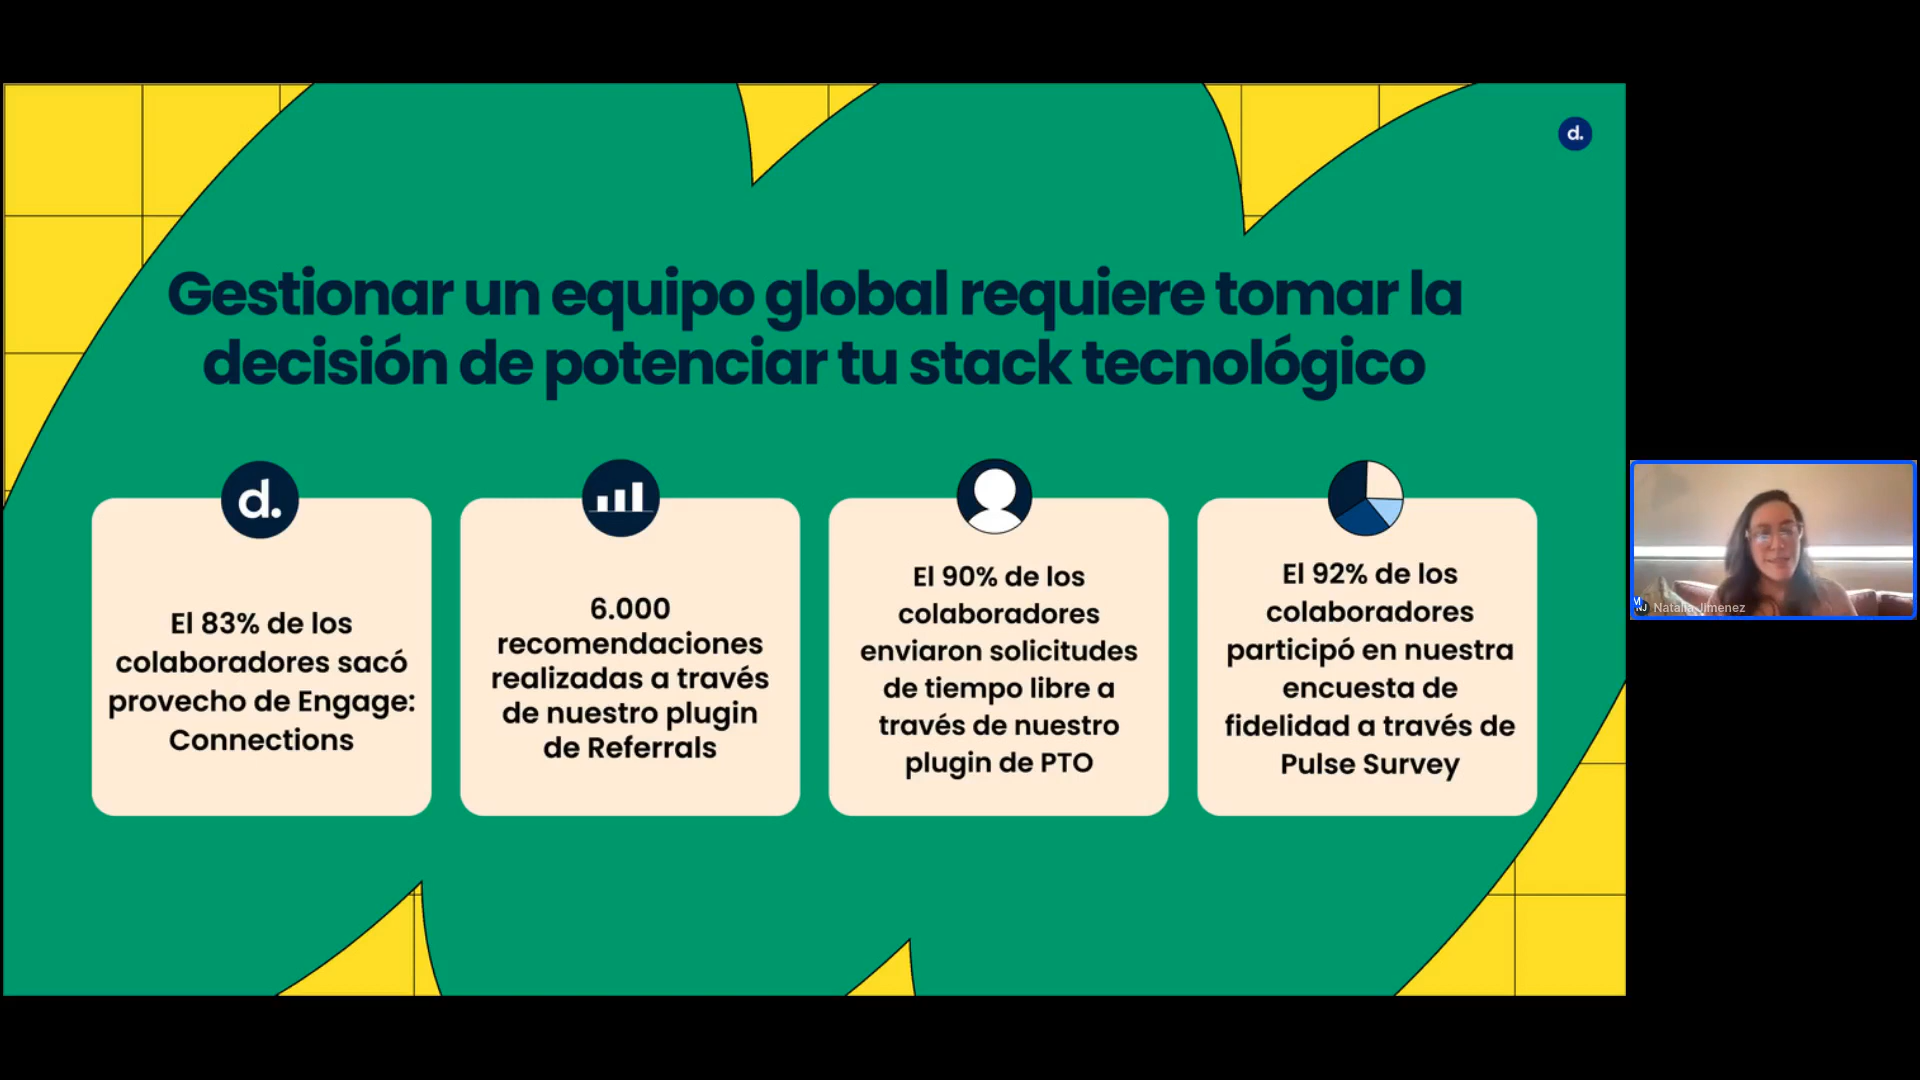 d.
Gestionar un equipo global requiere tomar la
decisión de potenciar tu stack tecnológico
d.
El 83% de los
colaboradores sacó
provecho de Engage:
Connections
6.000
recomendaciones
realizadas a través
de nuestro plugin
de Referrals
El 90% de los
colaboradores
enviaron solicitudes
de tiempo libre a
través de nuestro
plugin de PTO
El 92% de los
colaboradores
participó en nuestra
encuesta de
fidelidad a través de
Pulse Survey
M
NJ Natalia Jimenez